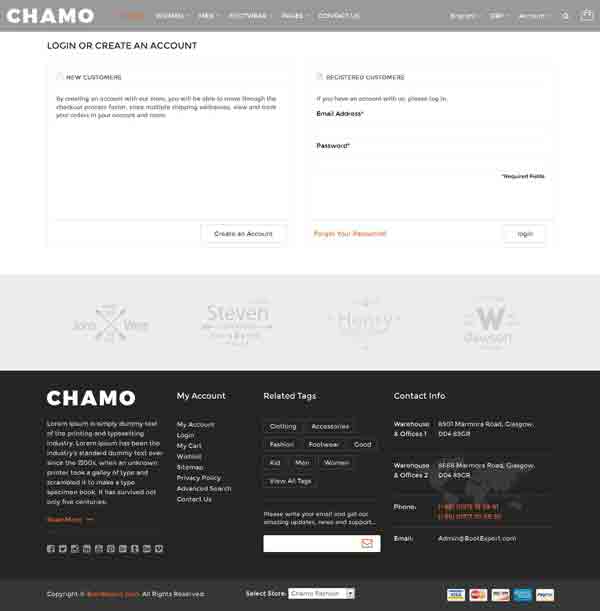 CHAMO
HOME WOMEN MEN FOOTWEAR PAGES CONTACT US English GBP Account
LOGIN OR CREATE AN ACCOUNT
NEW CUSTOMERS
By creating an account with our store, you will be able to move through the
checkout process faster, store multiple shipping addresses, view and track
your orders in your account and more.
Create an Account
REGISTERED CUSTOMERS
If you have an account with us, please log in.
Email Address*
Password*
*Required Fields
Forgot Your Password?
login
John West
Steven
Henry
W
dawson
CHAMO
Lorem Ipsum is simply dummy text
of the printing and typesetting
industry. Lorem Ipsum has been the
industry's standard dummy text ever
since the 1500s, when an unknown
printer took a galley of type and
scrambled it to make a type
specimen book. It has survived not
only five centuries.
Read More
My Account
My Account
Login
My Cart
Wishlist
Sitemap
Privacy Policy
Advanced Search
Contact Us
Related Tags
Clothing Accessories
Fashion Footwear Good
Kid Men Women
View All Tags
Please write your email and get our
amazing updates, news and support...
Contact Info
Warehouse & Offices 1
8901 Marmora Road, Glasgow,
D04 89GR
Warehouse & Offices 2
8668 Marmora Road, Glasgow,
D04 89GR
Phone:
Email: Admin@BootExpert.com
Copyright © BootExpert.com. All Rights Reserved.
Select Store: Chamo Fashion
VISA